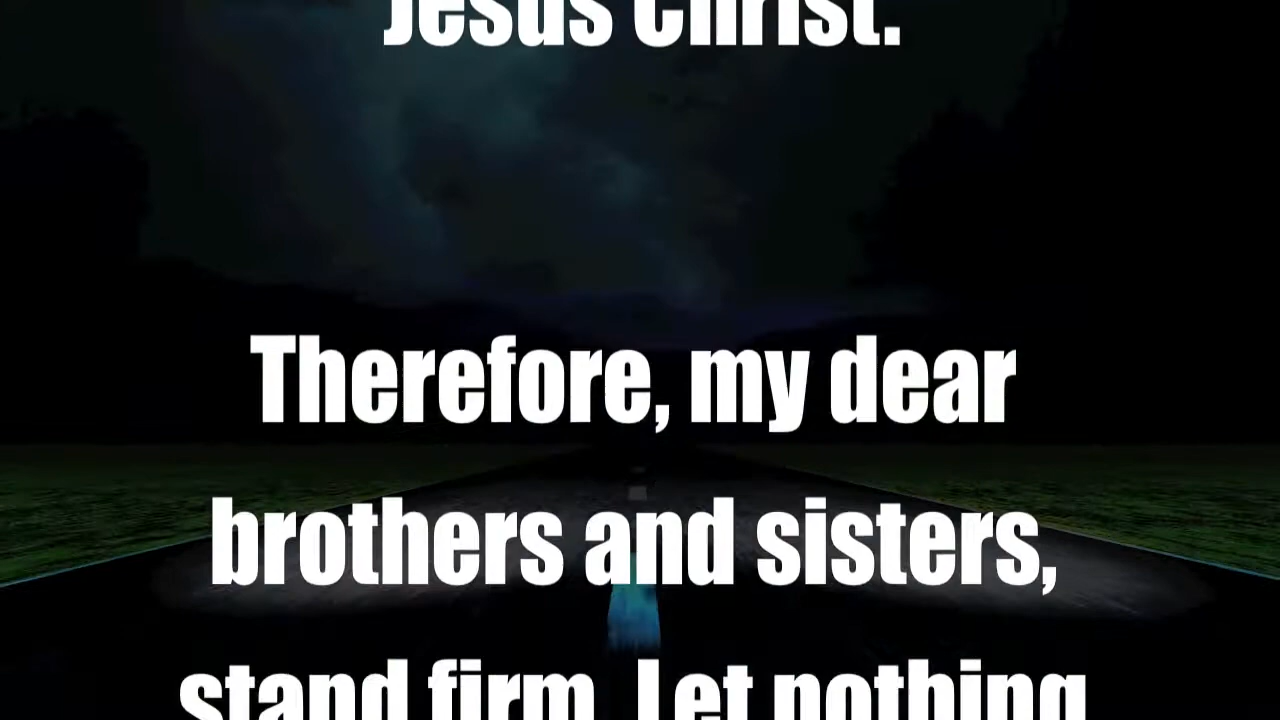 Jesus Christ.
Therefore, my dear
brothers and sisters,
stand firm. Let nothing